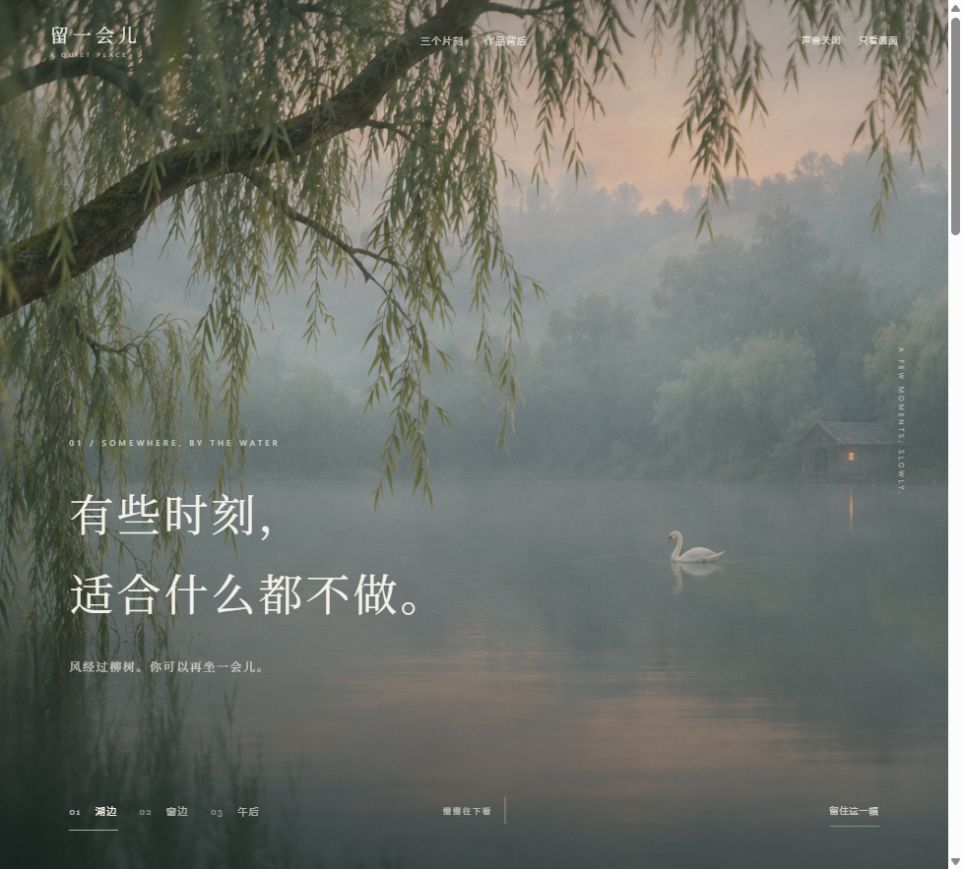 留一会儿
QUIET PLACE
三个片刻 作品背后
声音关闭 只看画面
A FEW MOMENTS, SLOWLY.
01 / SOMEWHERE, BY THE WATER
有些时刻，
适合什么都不做。
风经过柳树。你可以再坐一会儿。
01 湖边 02 窗边 03 午后
慢慢往下看
留住这一幅